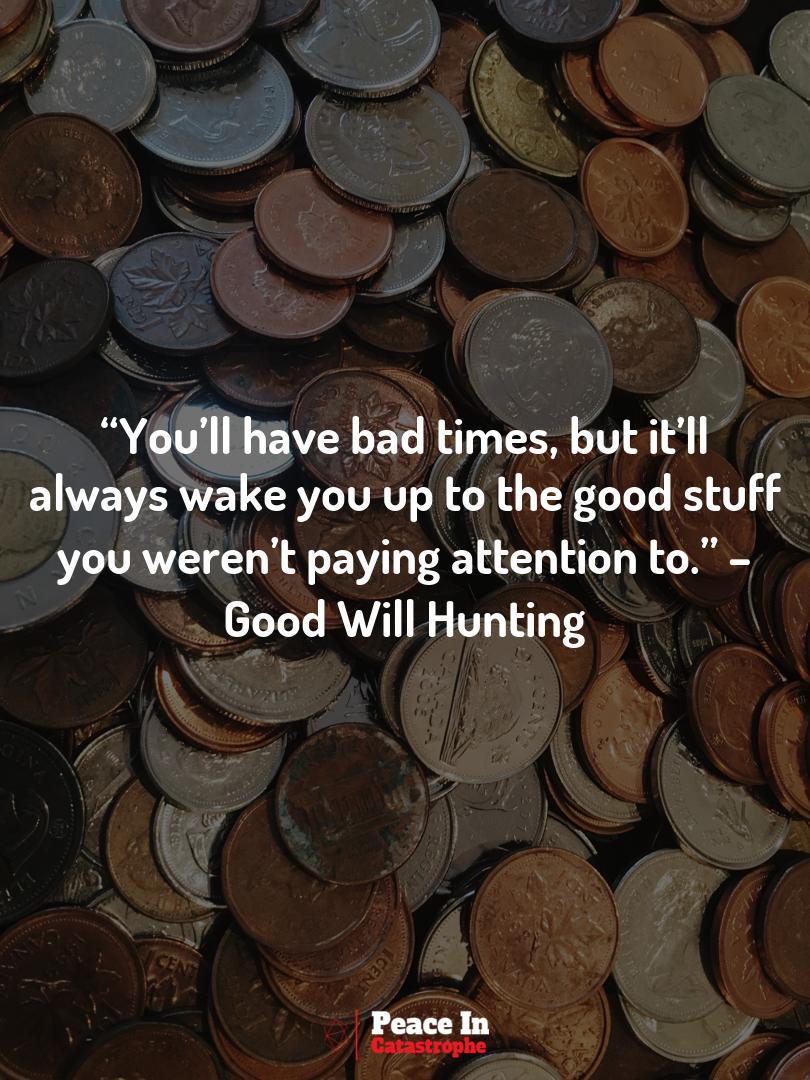 “You’ll have bad times, but it’ll
always wake you up to the good stuff
you weren’t paying attention to.” –
Good Will Hunting
Peace In
Catastrophe